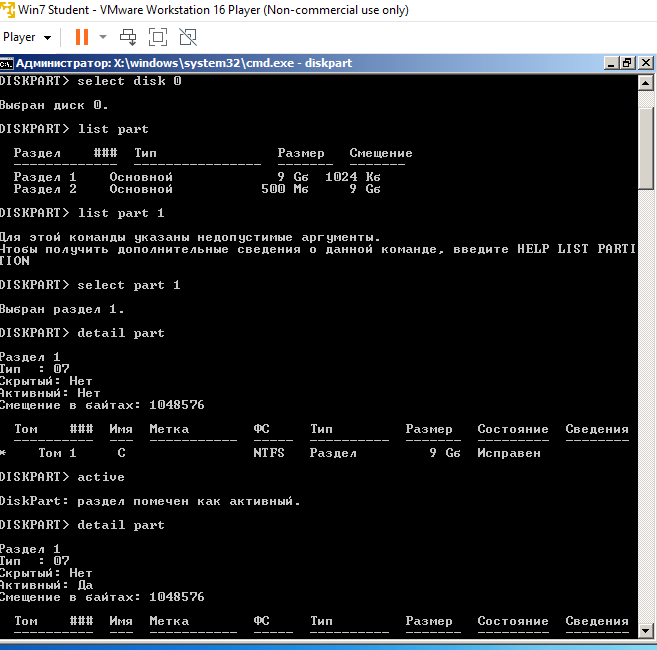 Win7 Student - VMware Workstation 16 Player (Non-commercial use only)
Player
Администратор: X:\windows\system32\cmd.exe - diskpart
DISKPART> select disk 0
Выбран диск 0.
DISKPART> list part
Раздел ### Тип Размер Смещение
------------- ---------------- ------- -------
Раздел 1 Основной 9 Gб 1024 Кб
Раздел 2 Основной 500 Mб 9 Gб
DISKPART> list part 1
Для этой команды указаны недопустимые аргументы.
Чтобы получить дополнительные сведения о данной команде, введите HELP LIST PARTI
TION
DISKPART> select part 1
Выбран раздел 1.
DISKPART> detail part
Раздел 1
Тип : 07
Скрытый: Нет
Активный: Нет
Смещение в байтах: 1048576
Том ### Имя Метка ФС Тип Размер Состояние Сведения
---------- --- ----------- ----- ---------- ------- --------- --------
* Том 1 C NTFS Раздел 9 Gб Исправен
DISKPART> active
DiskPart: раздел помечен как активный.
DISKPART> detail part
Раздел 1
Тип : 07
Скрытый: Нет
Активный: Да
Смещение в байтах: 1048576
Том ### Имя Метка ФС Тип Размер Состояние Сведения
---------- --- ----------- ----- ---------- ------- --------- --------